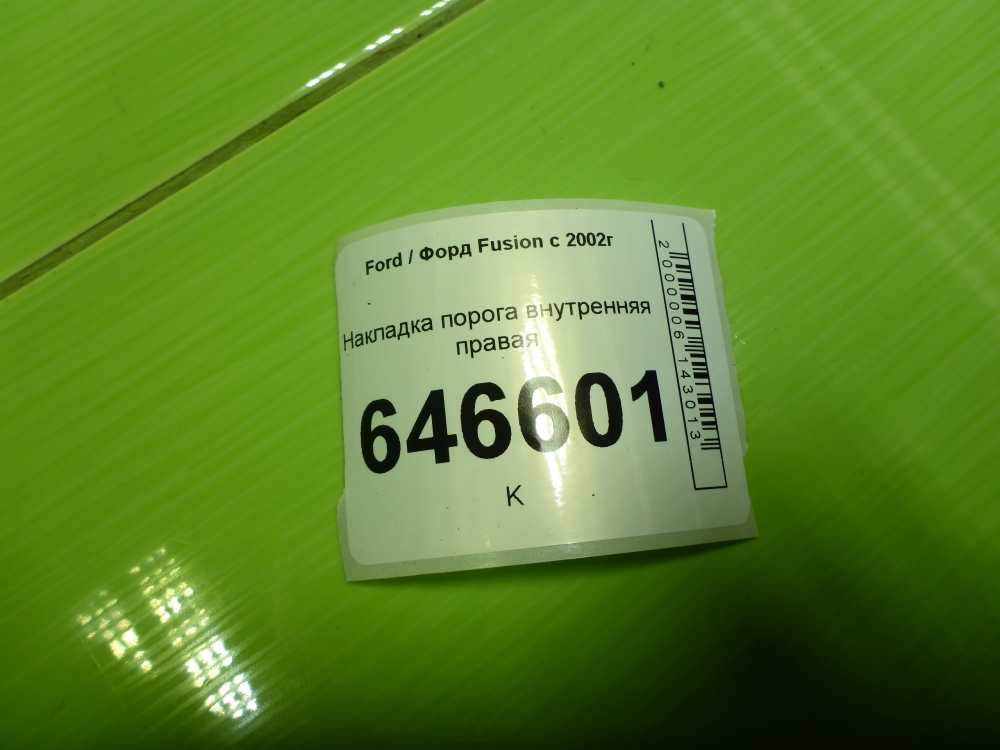 Ford / Форд Fusion с 2002г
Накладка порога внутренняя
правая
646601
К
2000006143013